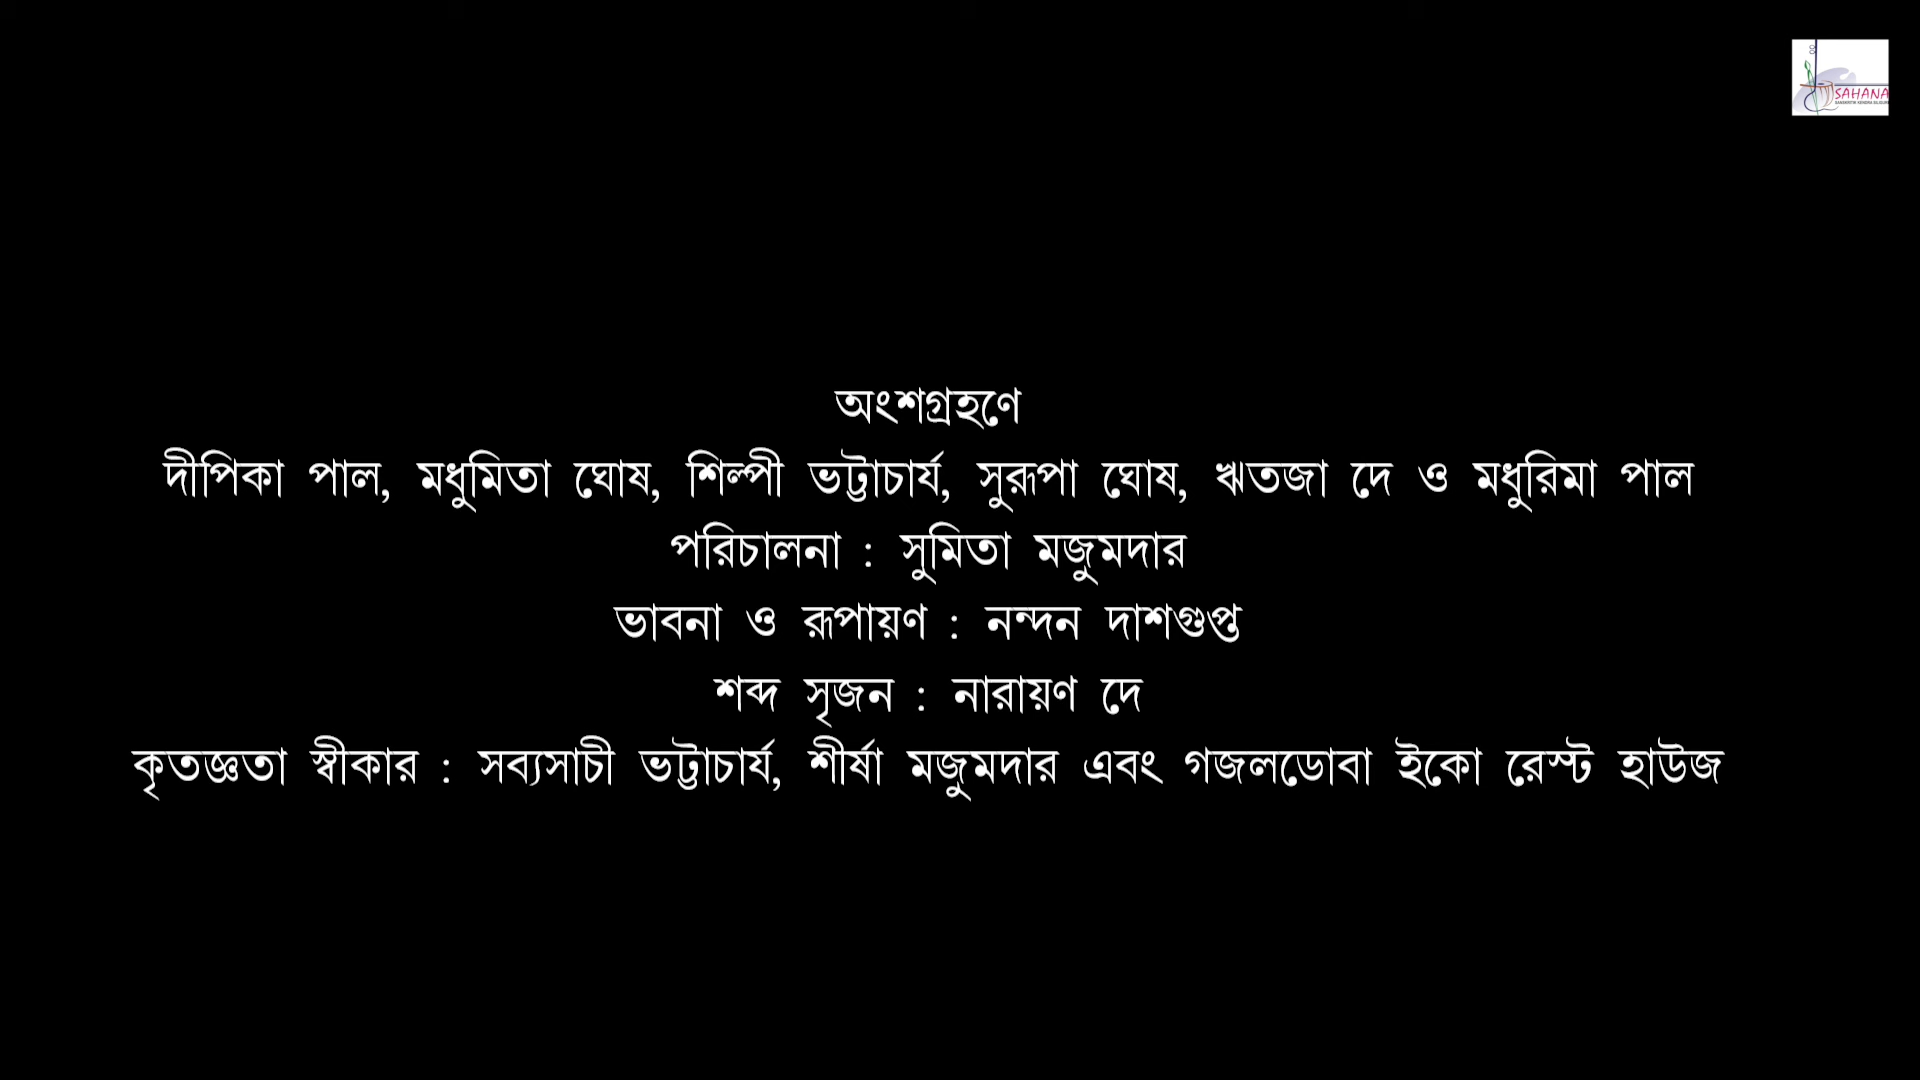 SAHANA
অংশগ্রহণে
দীপিকা পাল, মধুমিতা ঘোষ, শিল্পী ভট্টাচার্য, সুরূপা ঘোষ, ঋতজা দে ও মধুরিমা পাল
পরিচালনা : সুমিতা মজুমদার
ভাবনা ও রূপায়ণ : নন্দন দাশগুপ্ত
শব্দ সৃজন : নারায়ণ দে
কৃতজ্ঞতা স্বীকার : সব্যসাচী ভট্টাচার্য, শীর্ষা মজুমদার এবং গজলডোবা ইকো রেস্ট হাউজ